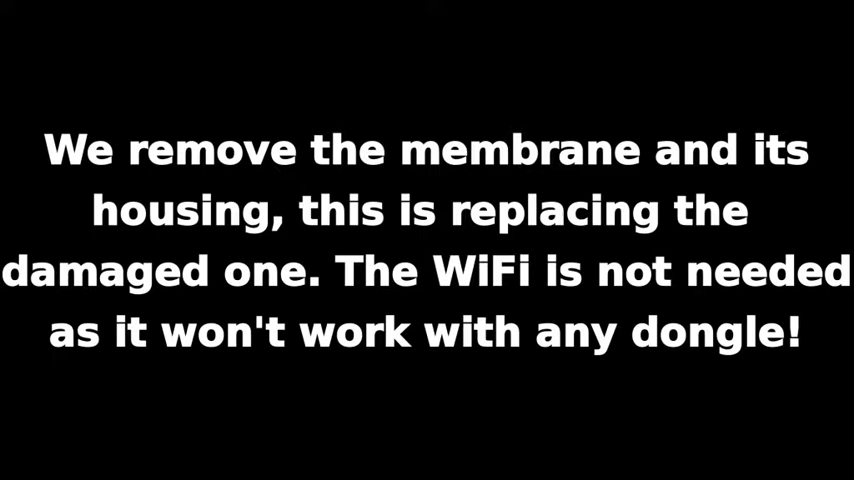 We remove the membrane and its
housing, this is replacing the
damaged one. The WiFi is not needed
as it won't work with any dongle!